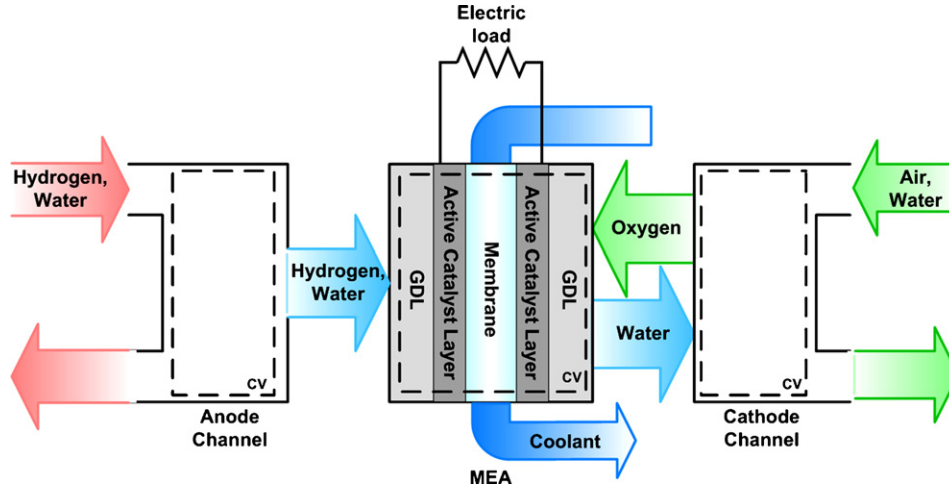 Electric
load
Hydrogen,
Water
Air,
Water
Oxygen
Hydrogen,
Water
GDL
Active Catalyst Layer
Membrane
Active Catalyst Layer
GDL
Water
CV
CV
CV
Anode
Channel
Coolant
Cathode
Channel
MEA